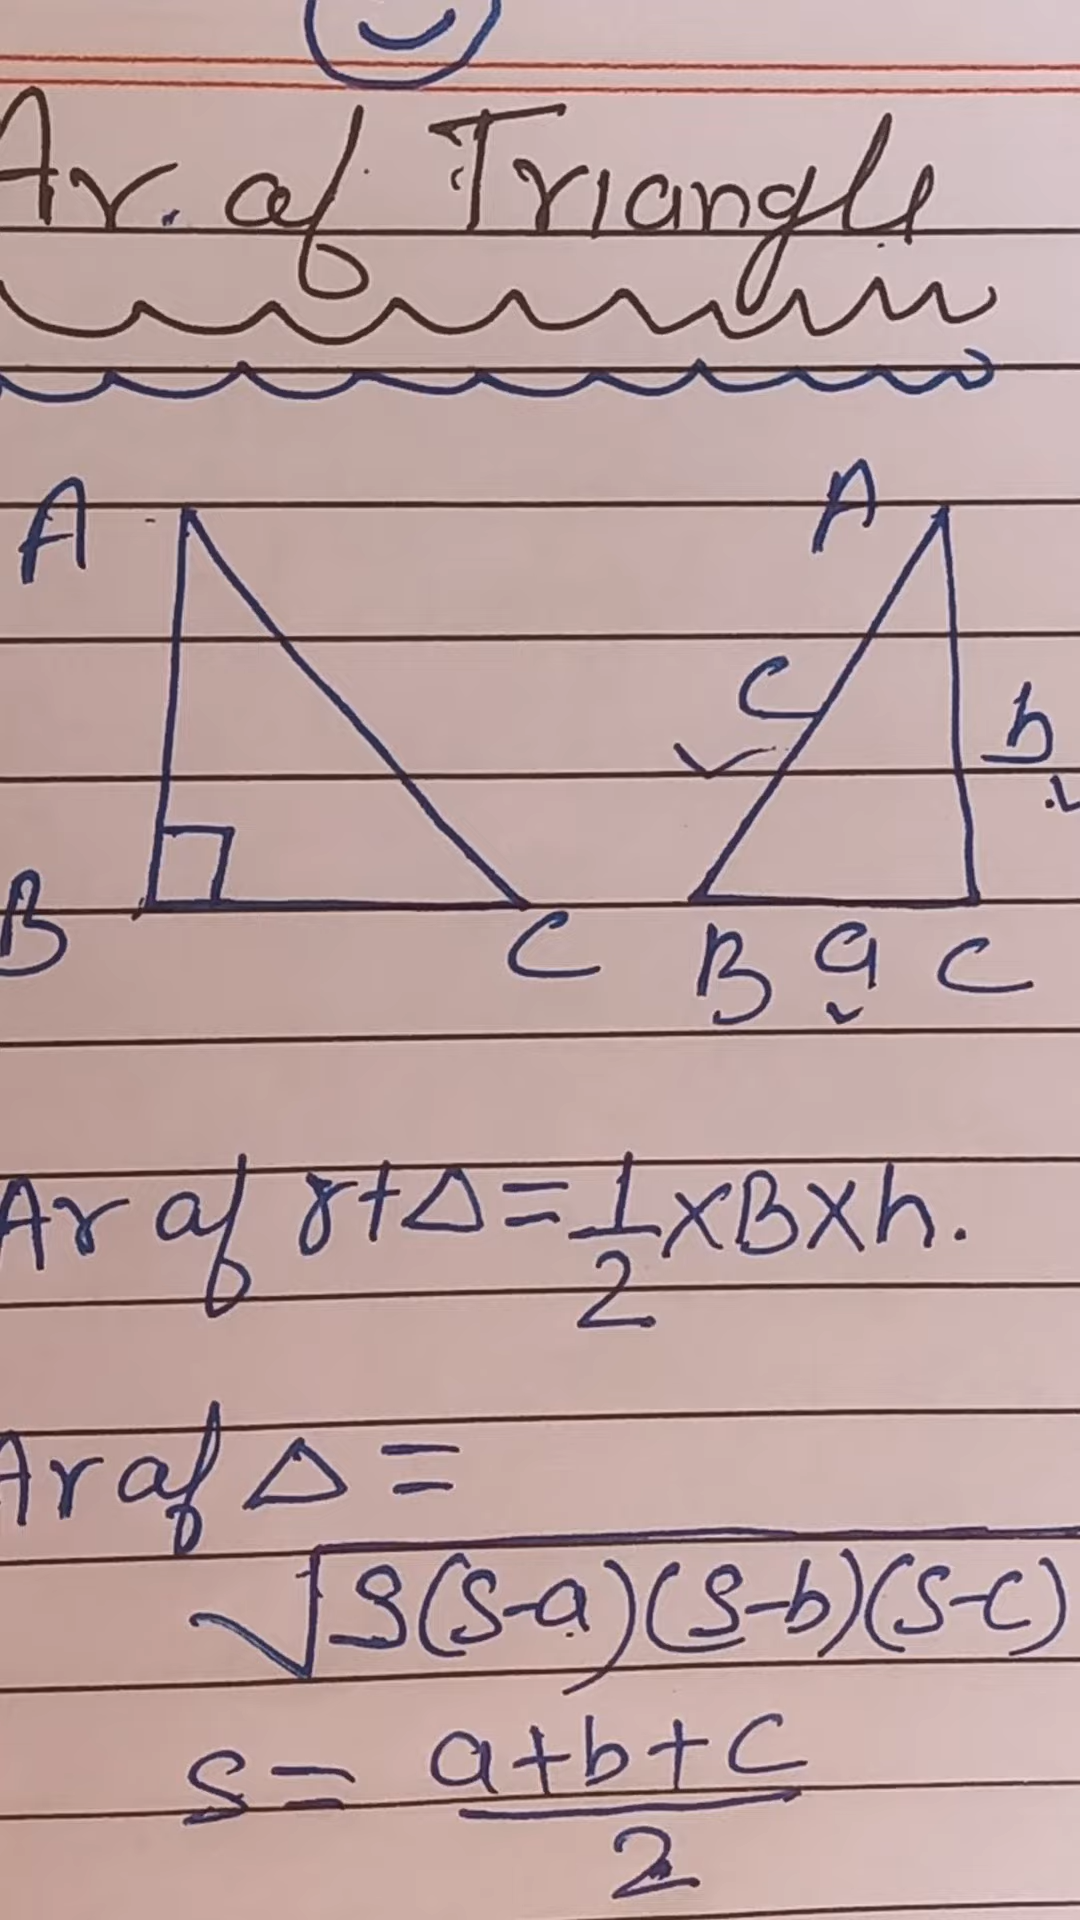 Ar. of Triangle
A A
C b
B C B a C
Ar of rt Δ = 1/2 × B × h.
Ar of Δ =
√S(S-a)(S-b)(S-c)
S = a+b+c/2